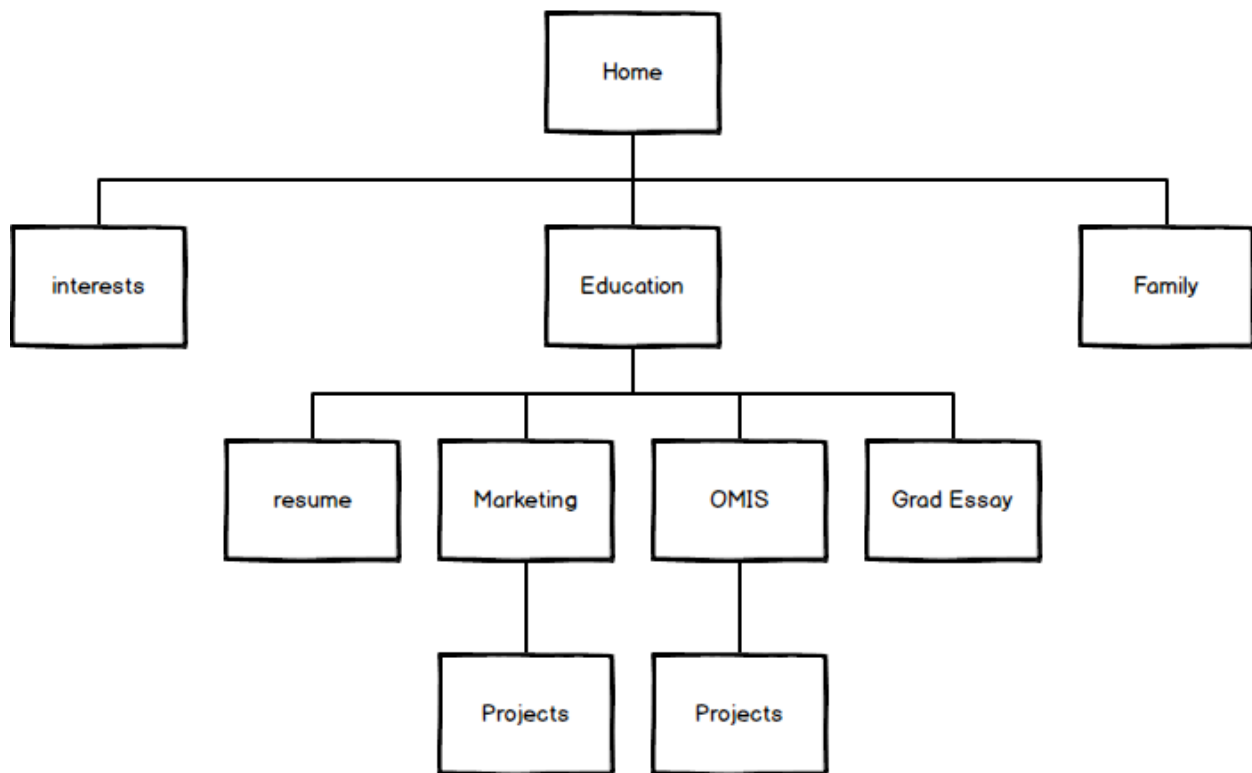 Home
interests
Education
Family
resume
Marketing
OMIS
Grad Essay
Projects
Projects